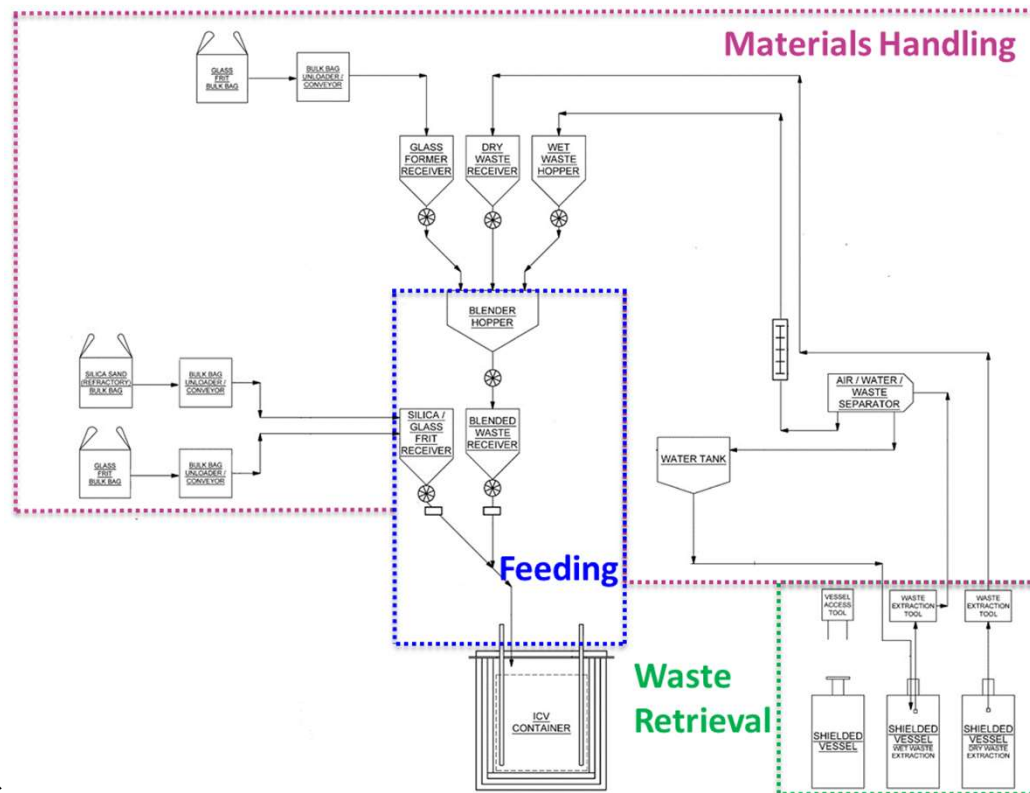 Materials Handling
GLASS
FRIT
BULK BAG
BULK BAG
UNLOADER /
CONVEYOR
GLASS
FORMER
RECEIVER
DRY
WASTE
RECEIVER
WET
WASTE
HOPPER
BLENDER
HOPPER
SILICA SAND
(REFRACTORY)
BULK BAG
BULK BAG
UNLOADER /
CONVEYOR
GLASS
FRIT
BULK BAG
BULK BAG
UNLOADER /
CONVEYOR
SILICA /
GLASS
FRIT
RECEIVER
BLENDED
WASTE
RECEIVER
AIR / WATER /
WASTE
SEPARATOR
WATER TANK
Feeding
VESSEL
ACCESS
TOOL
WASTE
EXTRACTION
TOOL
WASTE
EXTRACTION
TOOL
Waste
Retrieval
ICV
CONTAINER
SHIELDED
VESSEL
SHIELDED
VESSEL
WET WASTE
EXTRACTION
SHIELDED
VESSEL
DRY WASTE
EXTRACTION